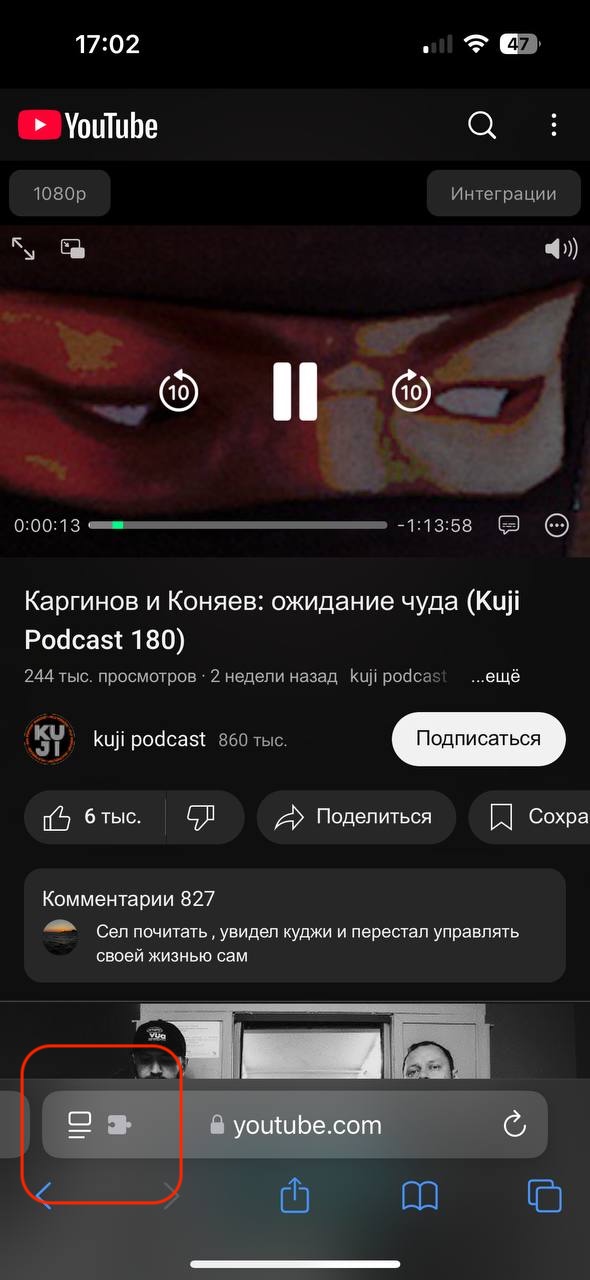 17:02
47
YouTube
1080p
Интеграции
10
10
0:00:13
-1:13:58
Каргинов и Коняев: ожидание чуда (Kuji
Podcast 180)
244 тыс. просмотров · 2 недели назад kuji podcast ...ещё
KU
JI
kuji podcast 860 тыс.
Подписаться
6 тыс.
Поделиться
Сохра
Комментарии 827
Сел почитать , увидел куджи и перестал управлять
своей жизнью сам
youtube.com